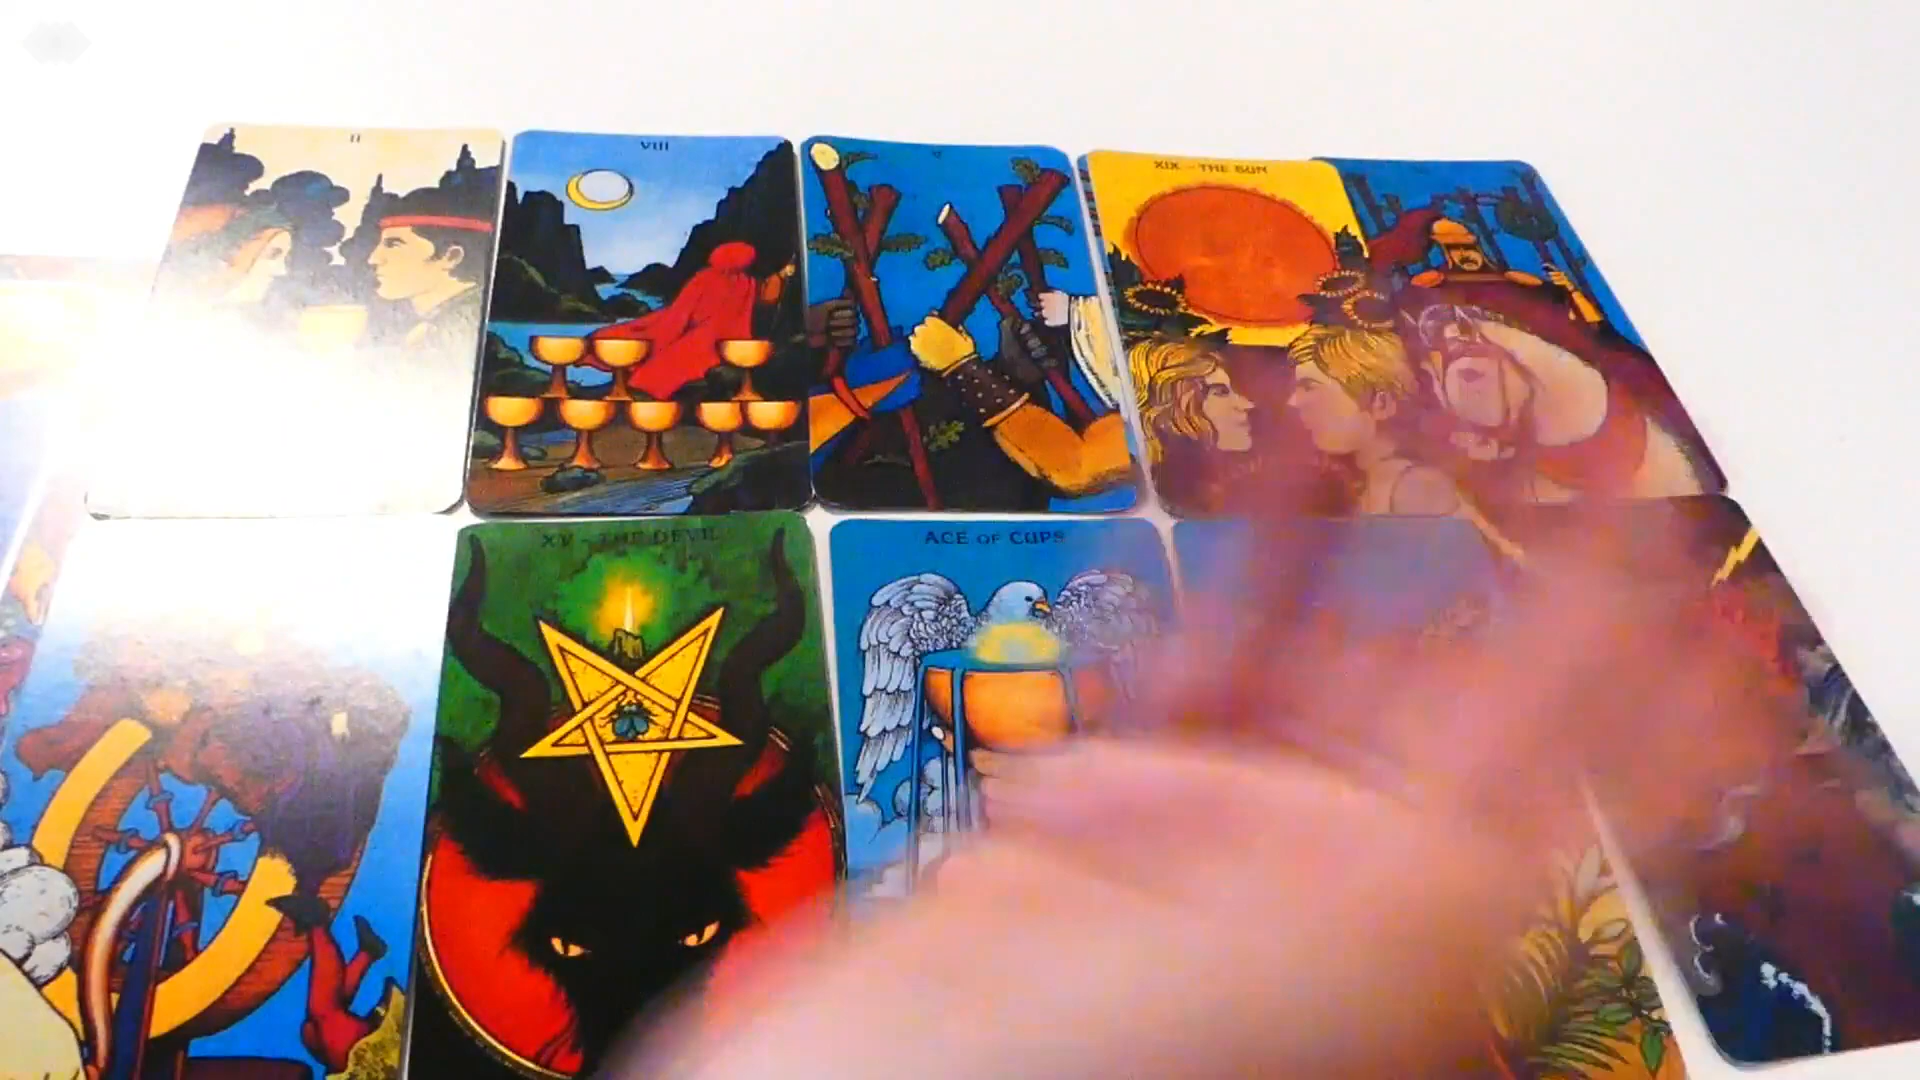 II
VIII
V
XIX - THE SUN
XV - THE DEVIL
ACE OF CUPS